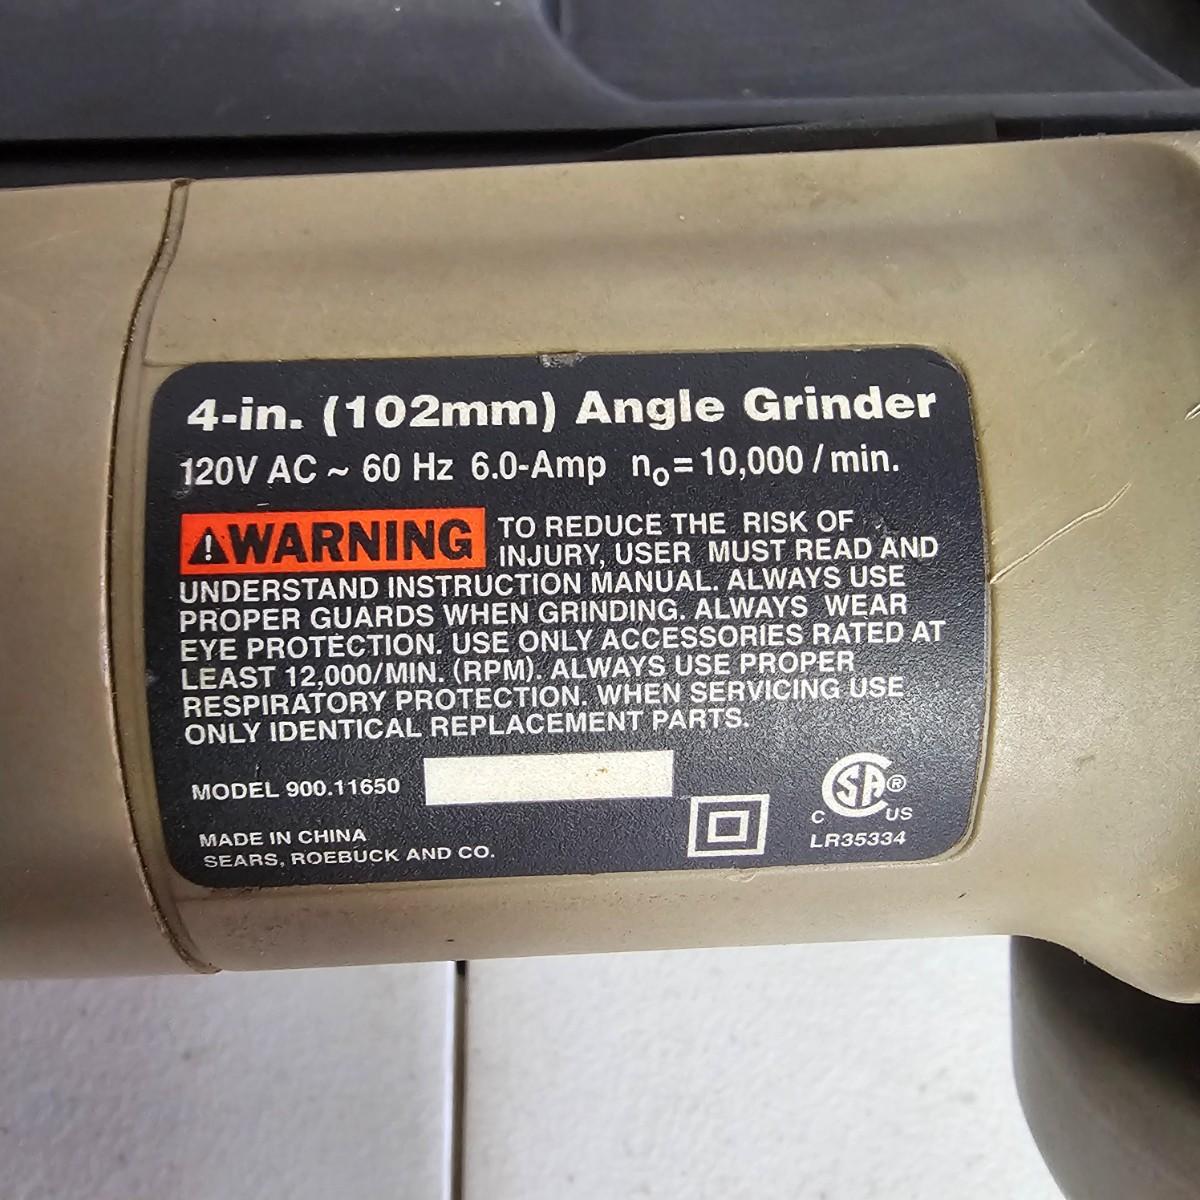 4-in. (102mm) Angle Grinder
120V AC ~ 60 Hz 6.0-Amp no=10,000 / min.
⚠WARNING TO REDUCE THE RISK OF
INJURY, USER MUST READ AND
UNDERSTAND INSTRUCTION MANUAL. ALWAYS USE
PROPER GUARDS WHEN GRINDING. ALWAYS WEAR
EYE PROTECTION. USE ONLY ACCESSORIES RATED AT
LEAST 12,000/MIN. (RPM). ALWAYS USE PROPER
RESPIRATORY PROTECTION. WHEN SERVICING USE
ONLY IDENTICAL REPLACEMENT PARTS.
MODEL 900.11650
MADE IN CHINA
SEARS, ROEBUCK AND CO.
C SA® US
LR35334